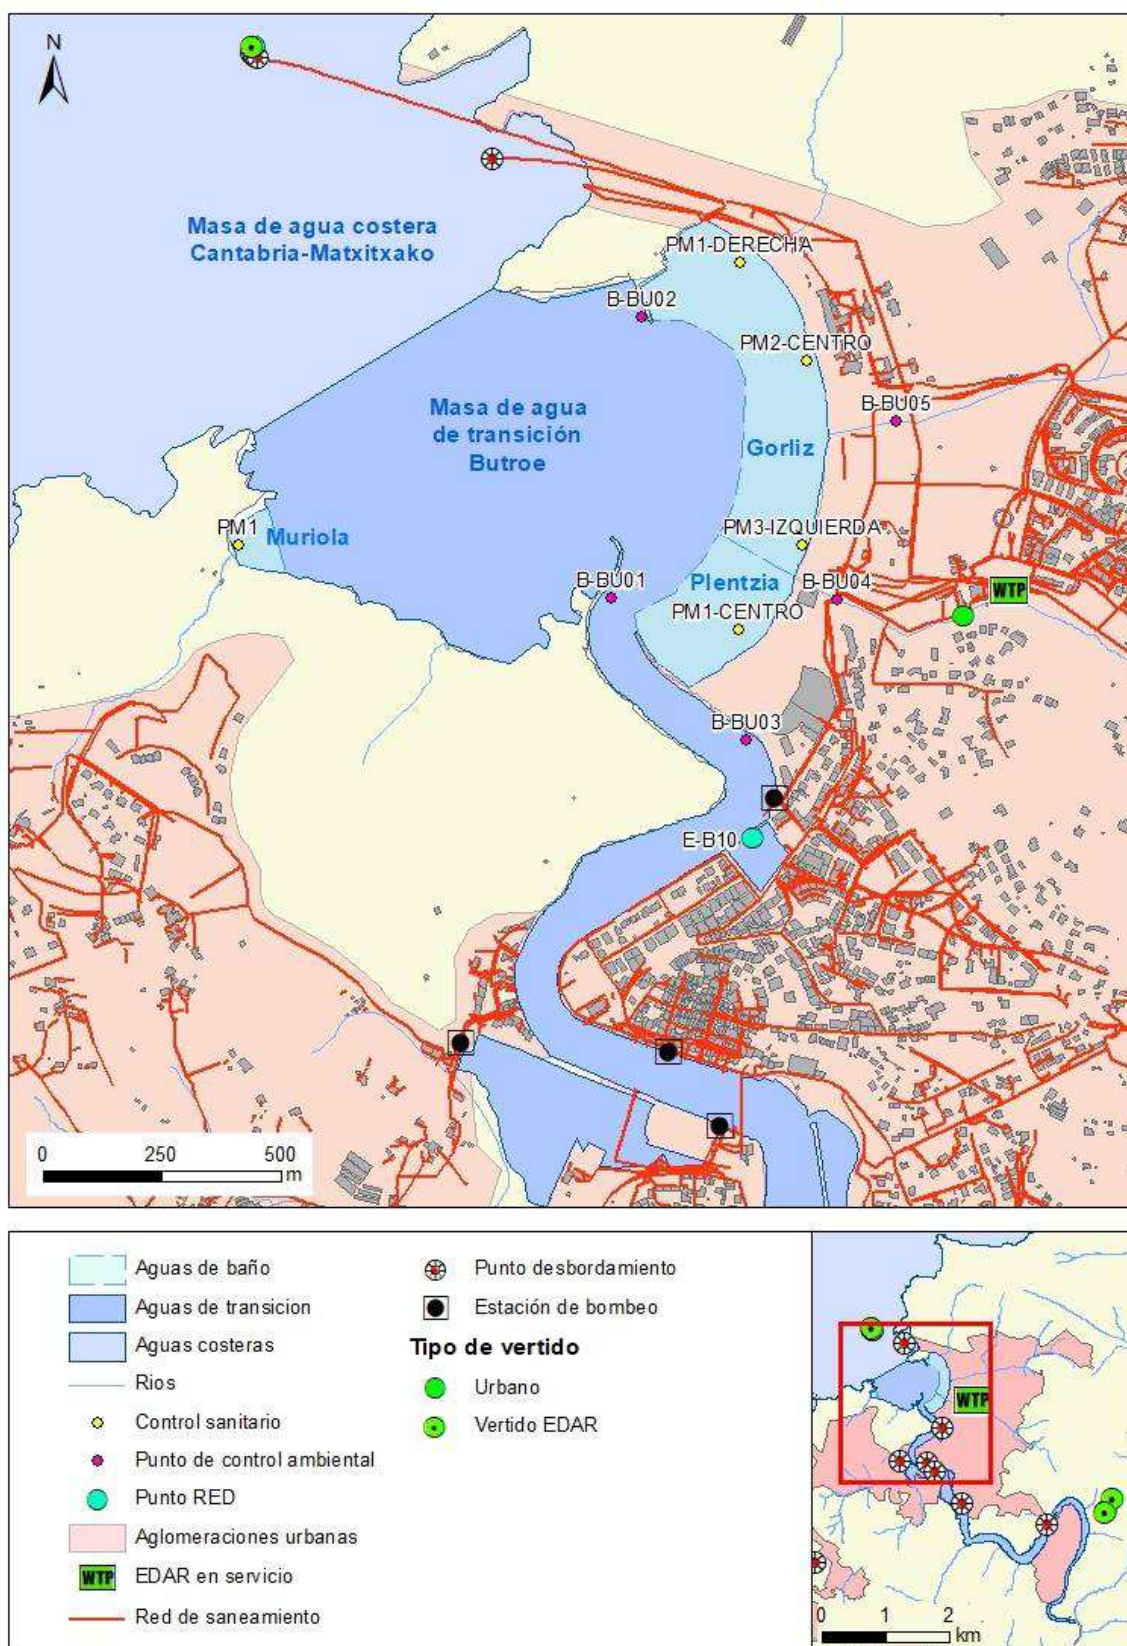 N
Masa de agua costera
Cantabria-Matxitxako
PM1-DERECHA
B-BU02
PM2-CENTRO
Masa de agua
de transición
Butroe
B-BU05
Gorliz
PM1
Muriola
PM3-IZQUIERDA
B-BU01
Plentzia
B-BU04
WTP
PM1-CENTRO
B-BU03
E-B10
0 250 500
m
Aguas de baño
Aguas de transicion
Aguas costeras
Rios
Control sanitario
Punto de control ambiental
Punto RED
Aglomeraciones urbanas
WTP EDAR en servicio
Red de saneamiento
Punto desbordamiento
Estación de bombeo
Tipo de vertido
Urbano
Vertido EDAR
WTP
0 1 2
km